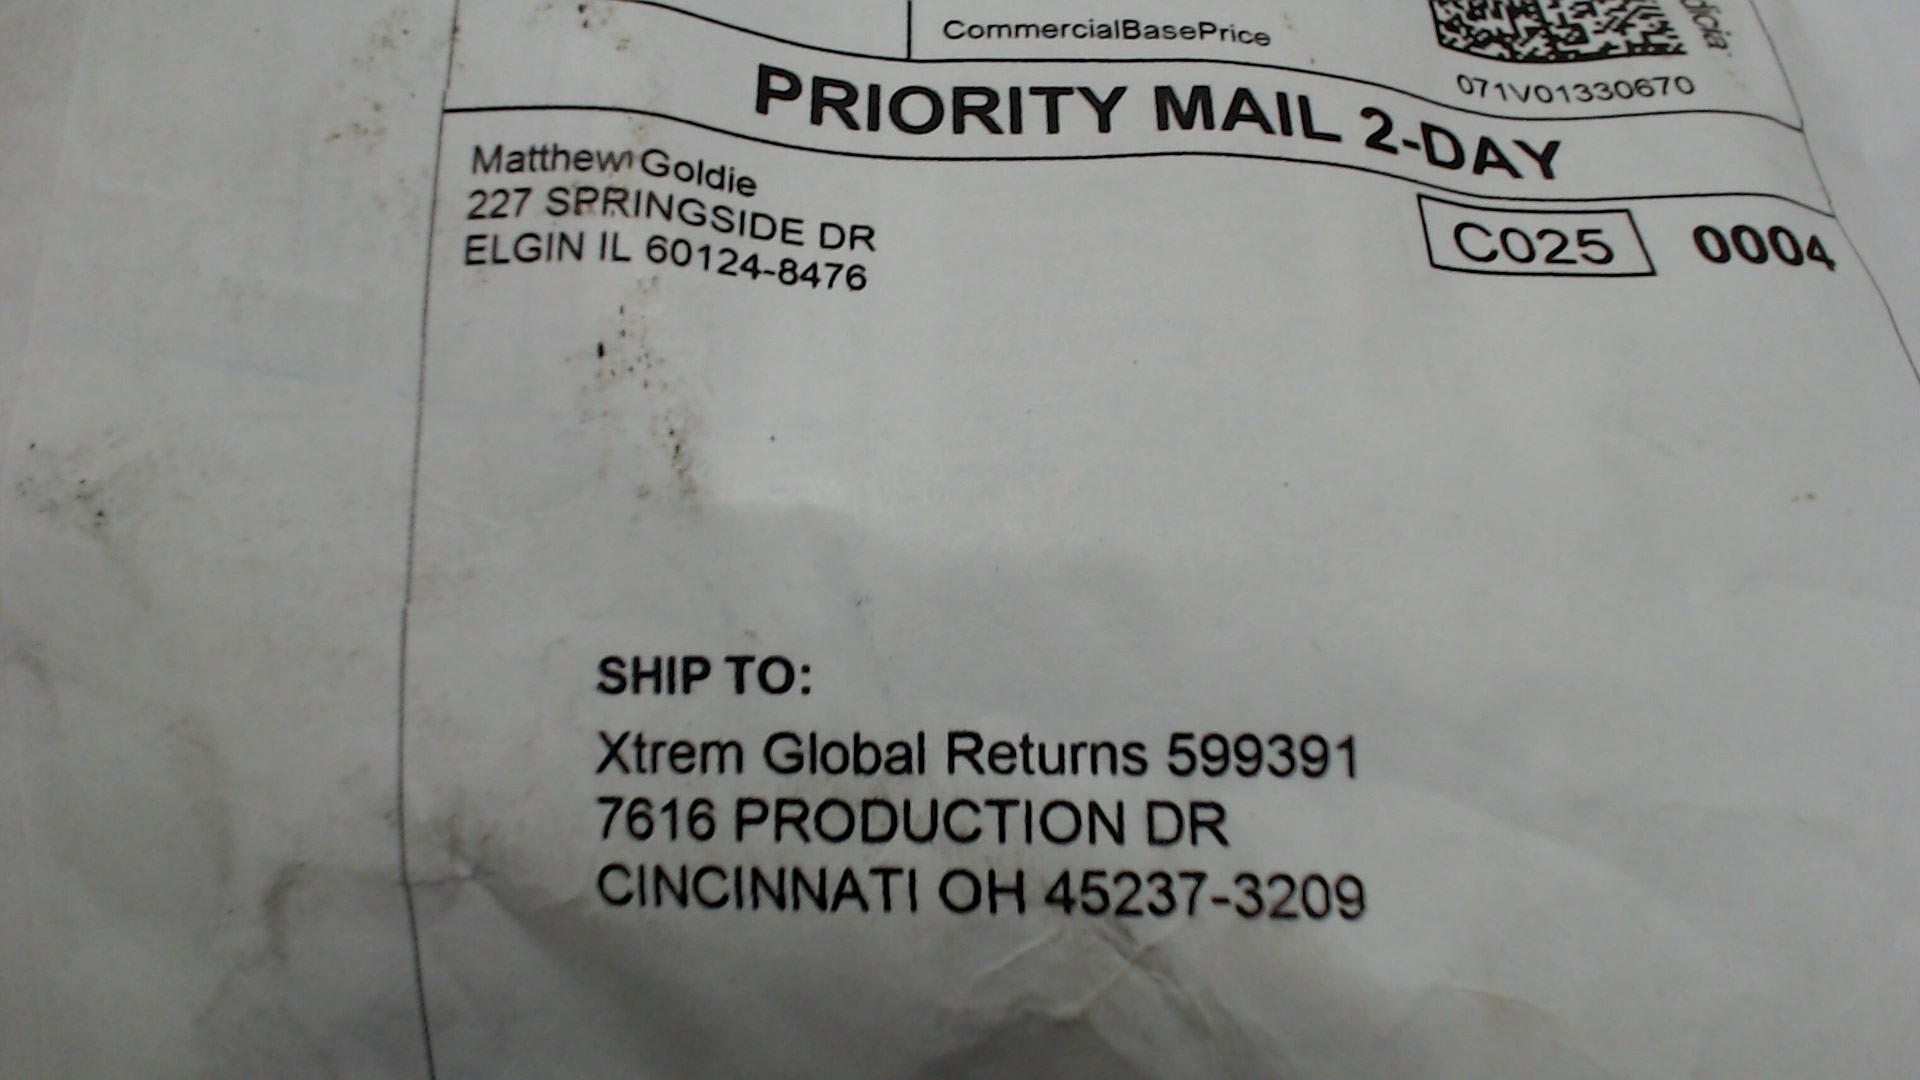 CommercialBasePrice
071V01330670
PRIORITY MAIL 2-DAY
Matthew Goldie
227 SPRINGSIDE DR
ELGIN IL 60124-8476
C025 0004
SHIP TO:
Xtrem Global Returns 599391
7616 PRODUCTION DR
CINCINNATI OH 45237-3209